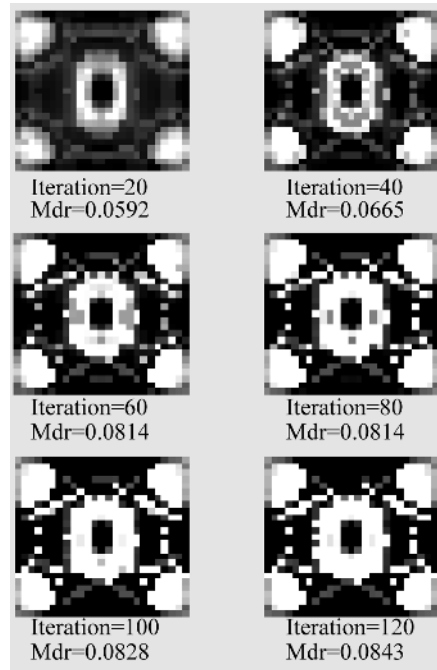 Iteration=20
Mdr=0.0592
Iteration=40
Mdr=0.0665
Iteration=60
Mdr=0.0814
Iteration=80
Mdr=0.0814
Iteration=100
Mdr=0.0828
Iteration=120
Mdr=0.0843